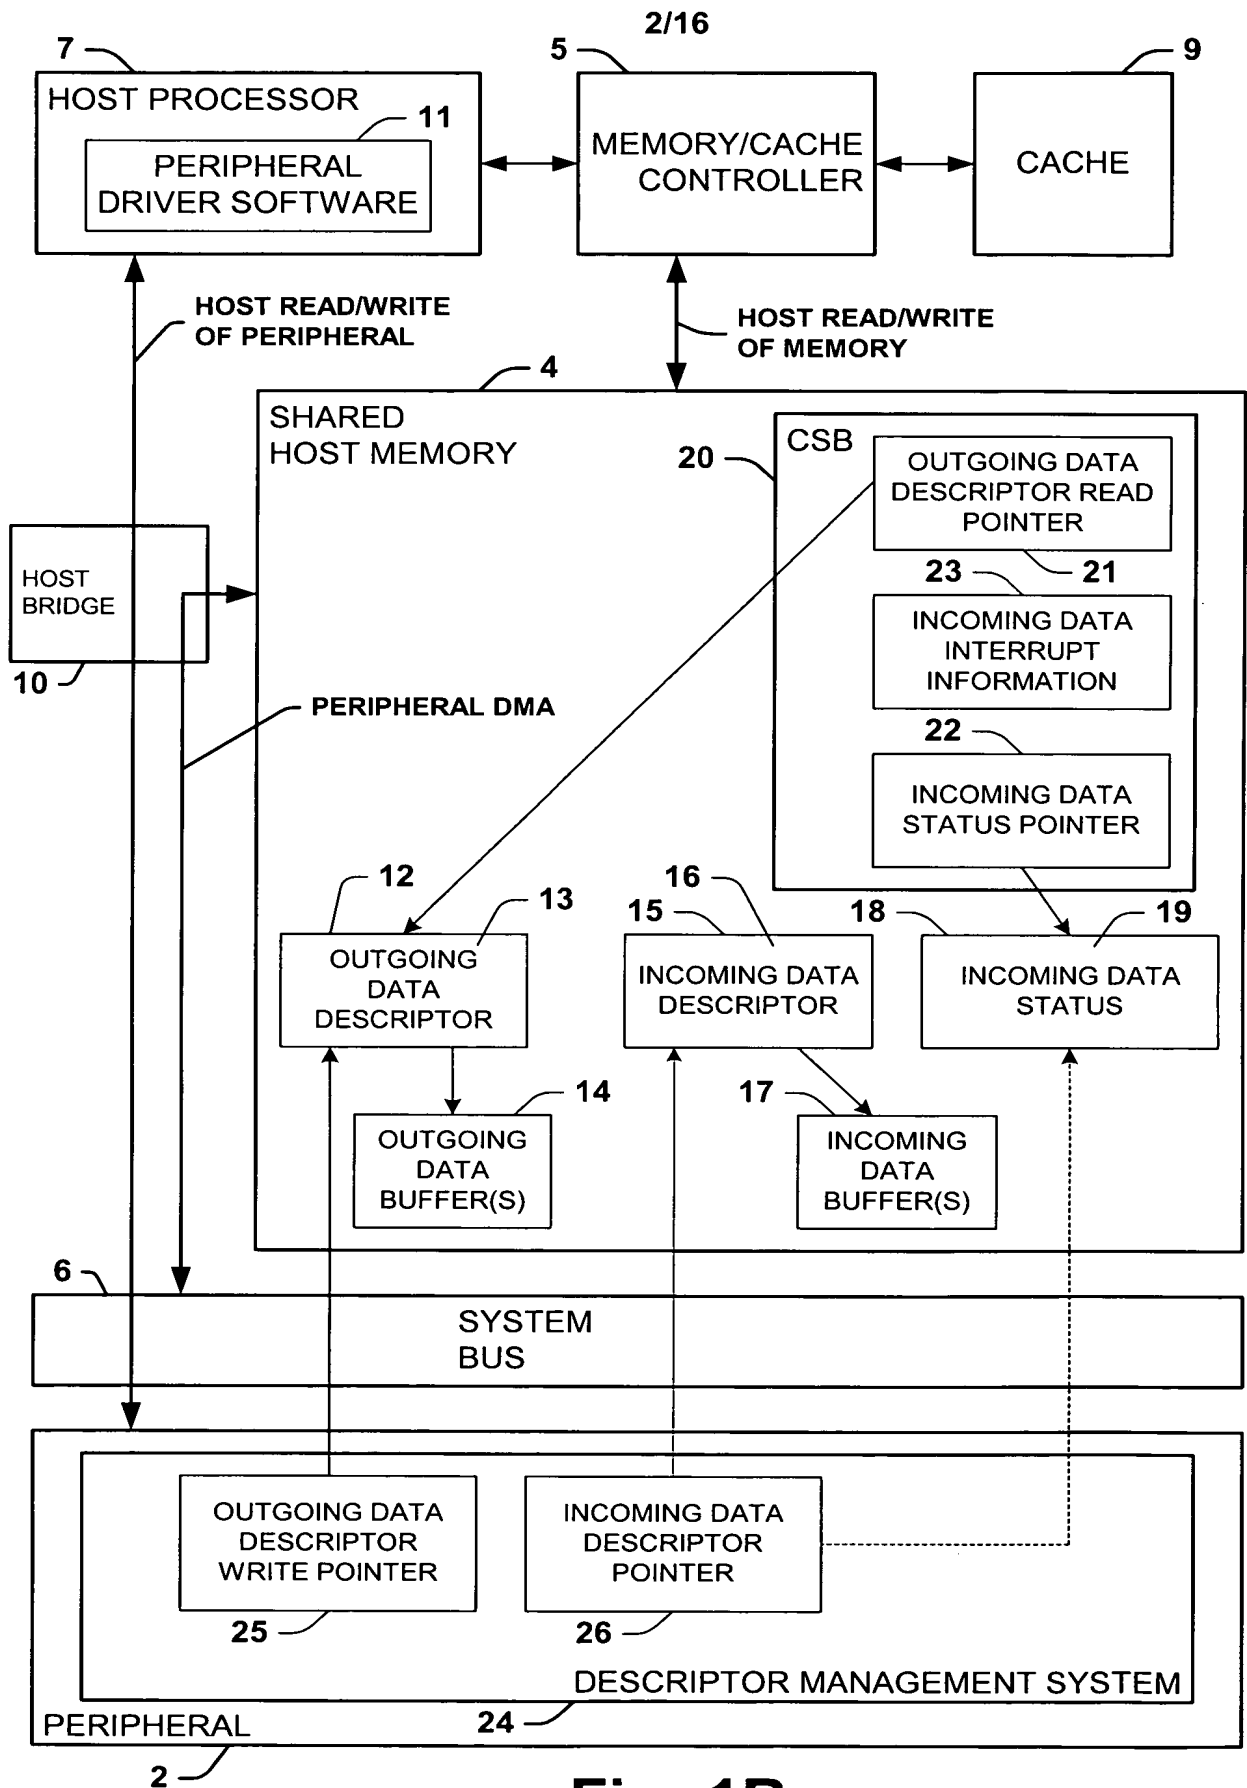 2/16
7
5
9
HOST PROCESSOR
11
PERIPHERAL
DRIVER SOFTWARE
MEMORY/CACHE
CONTROLLER
CACHE
HOST READ/WRITE
OF PERIPHERAL
HOST READ/WRITE
OF MEMORY
4
SHARED
HOST MEMORY
20
CSB
OUTGOING DATA
DESCRIPTOR READ
POINTER
21
23
INCOMING DATA
INTERRUPT
INFORMATION
HOST
BRIDGE
10
PERIPHERAL DMA
22
INCOMING DATA
STATUS POINTER
12
13
OUTGOING
DATA
DESCRIPTOR
16
15
INCOMING DATA
DESCRIPTOR
18
19
INCOMING DATA
STATUS
14
OUTGOING
DATA
BUFFER(S)
17
INCOMING
DATA
BUFFER(S)
6
SYSTEM
BUS
OUTGOING DATA
DESCRIPTOR
WRITE POINTER
25
INCOMING DATA
DESCRIPTOR
POINTER
26
DESCRIPTOR MANAGEMENT SYSTEM
24
PERIPHERAL
2